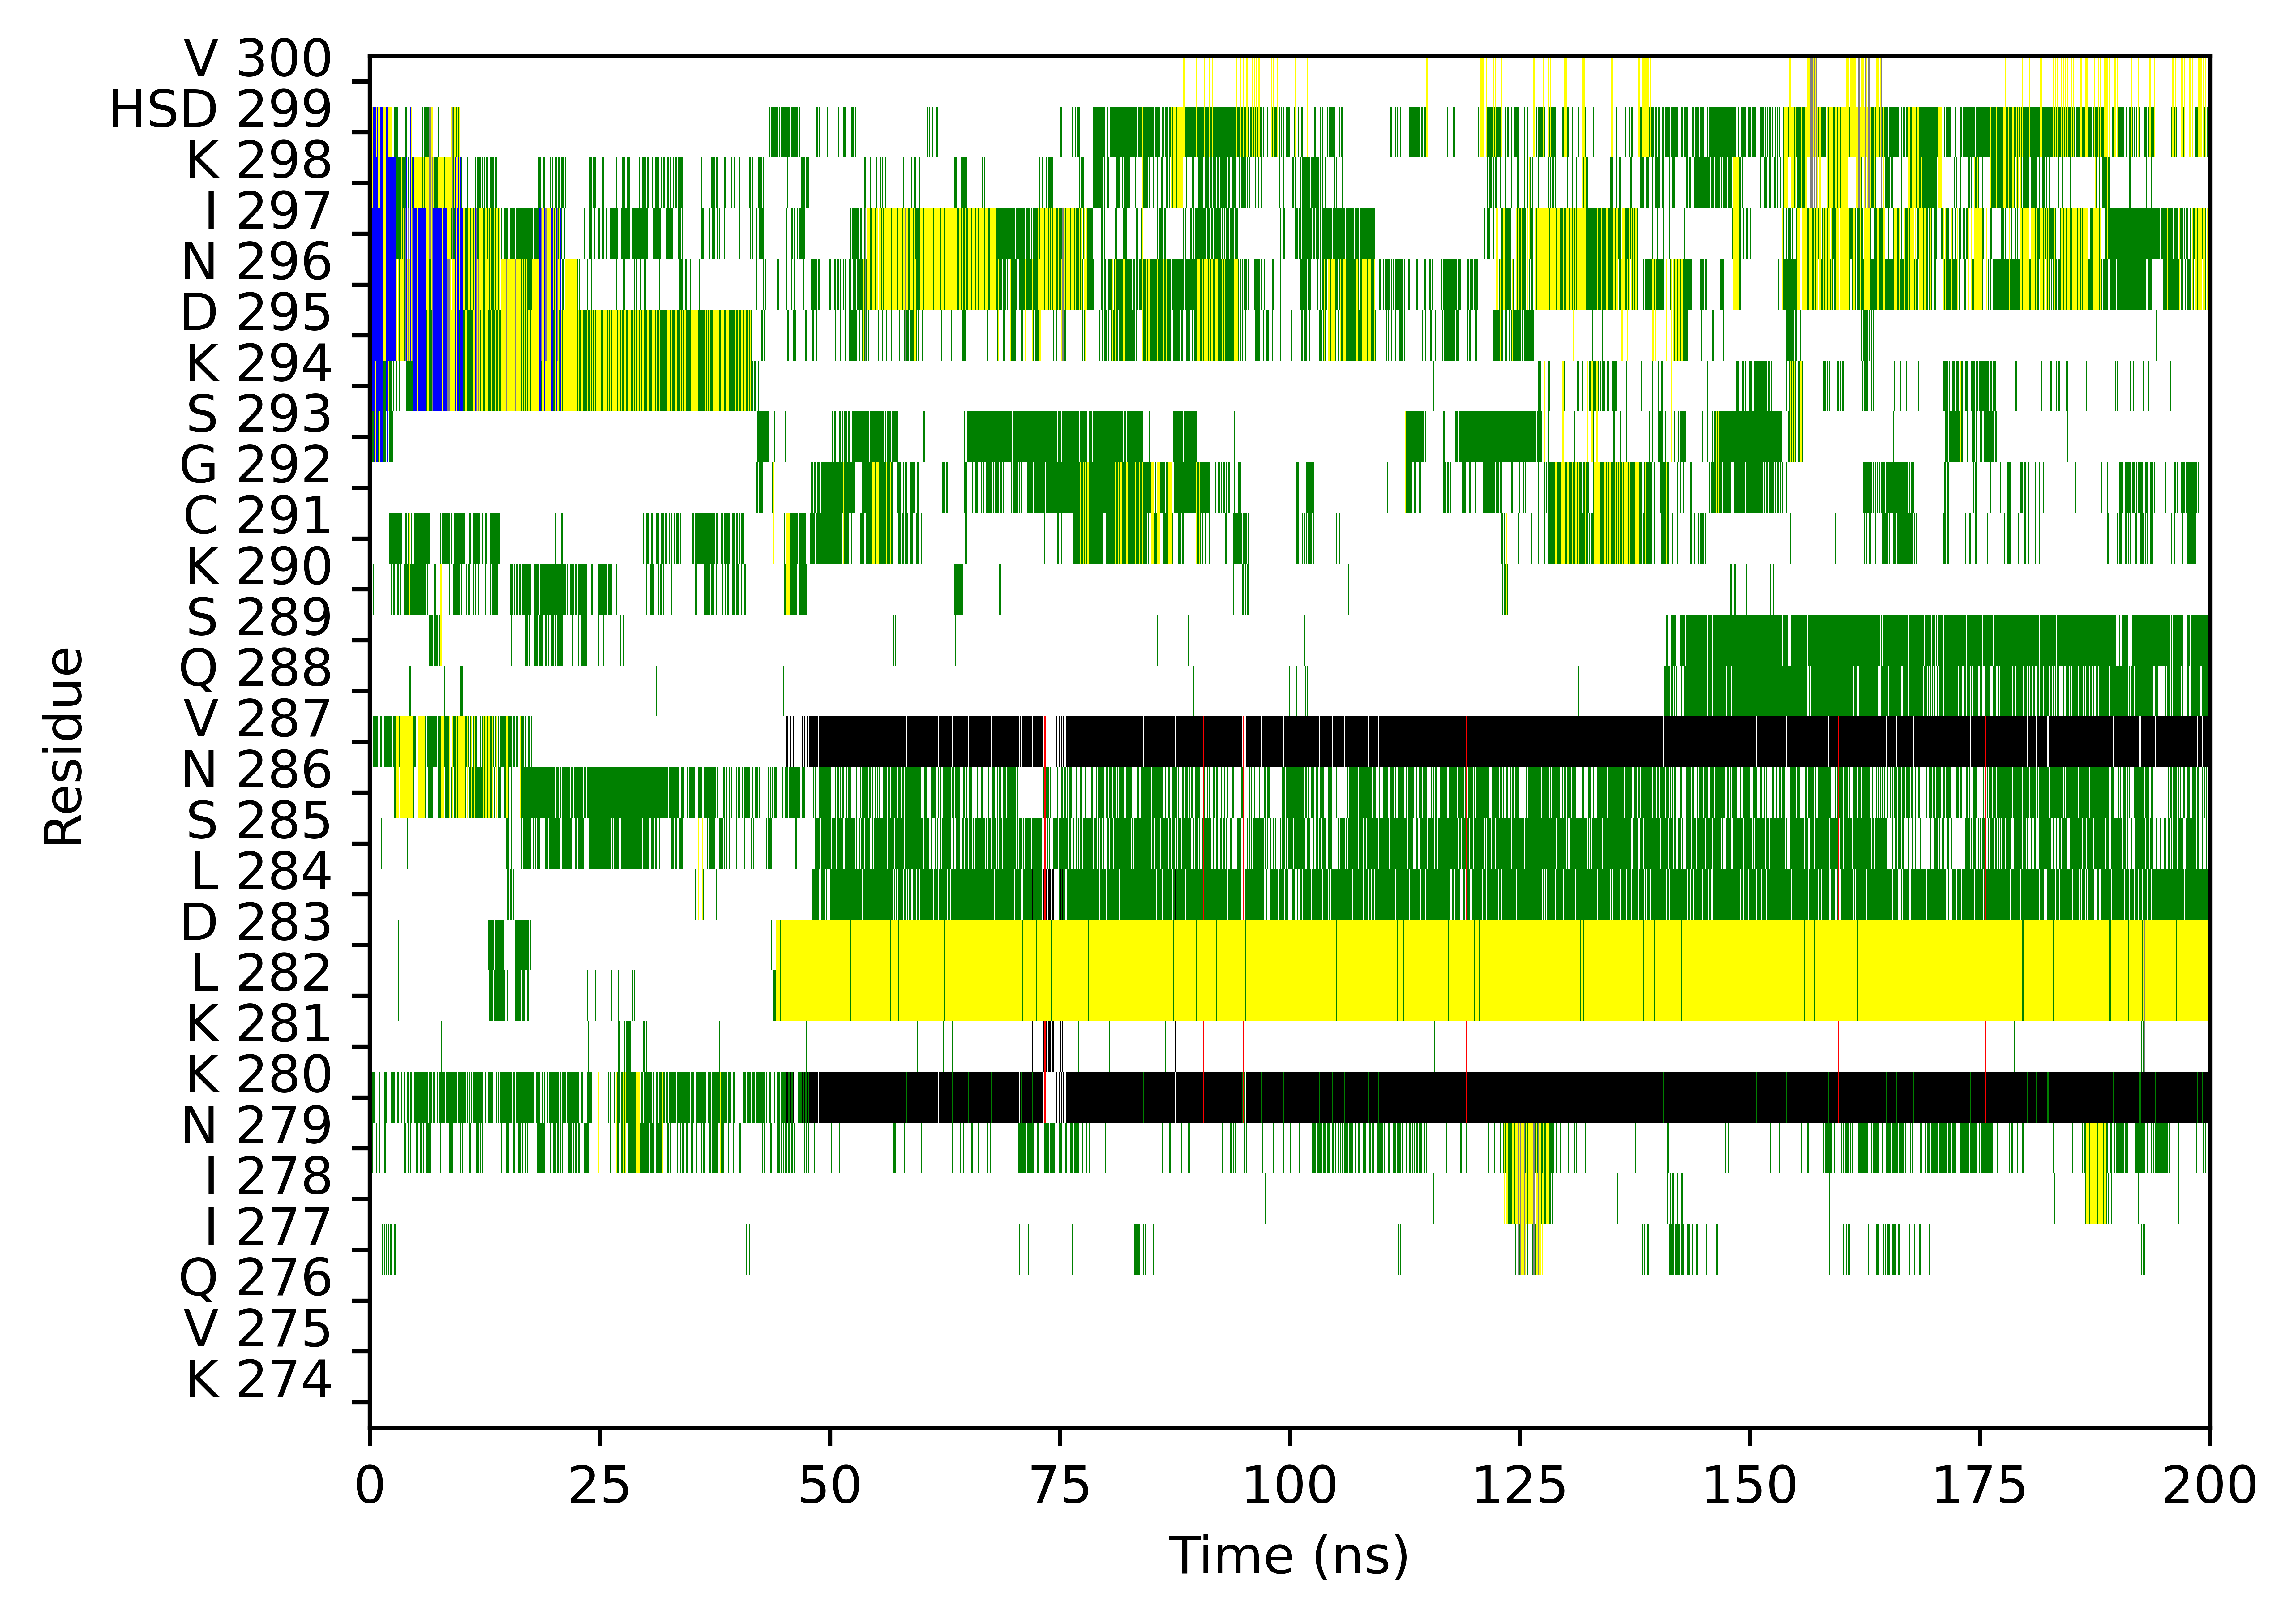 V 300
HSD 299
K 298
I 297
N 296
D 295
K 294
S 293
G 292
C 291
K 290
S 289
Q 288
V 287
N 286
S 285
L 284
D 283
L 282
K 281
K 280
N 279
I 278
I 277
Q 276
V 275
K 274
Residue
0 25 50 75 100 125 150 175 200
Time (ns)